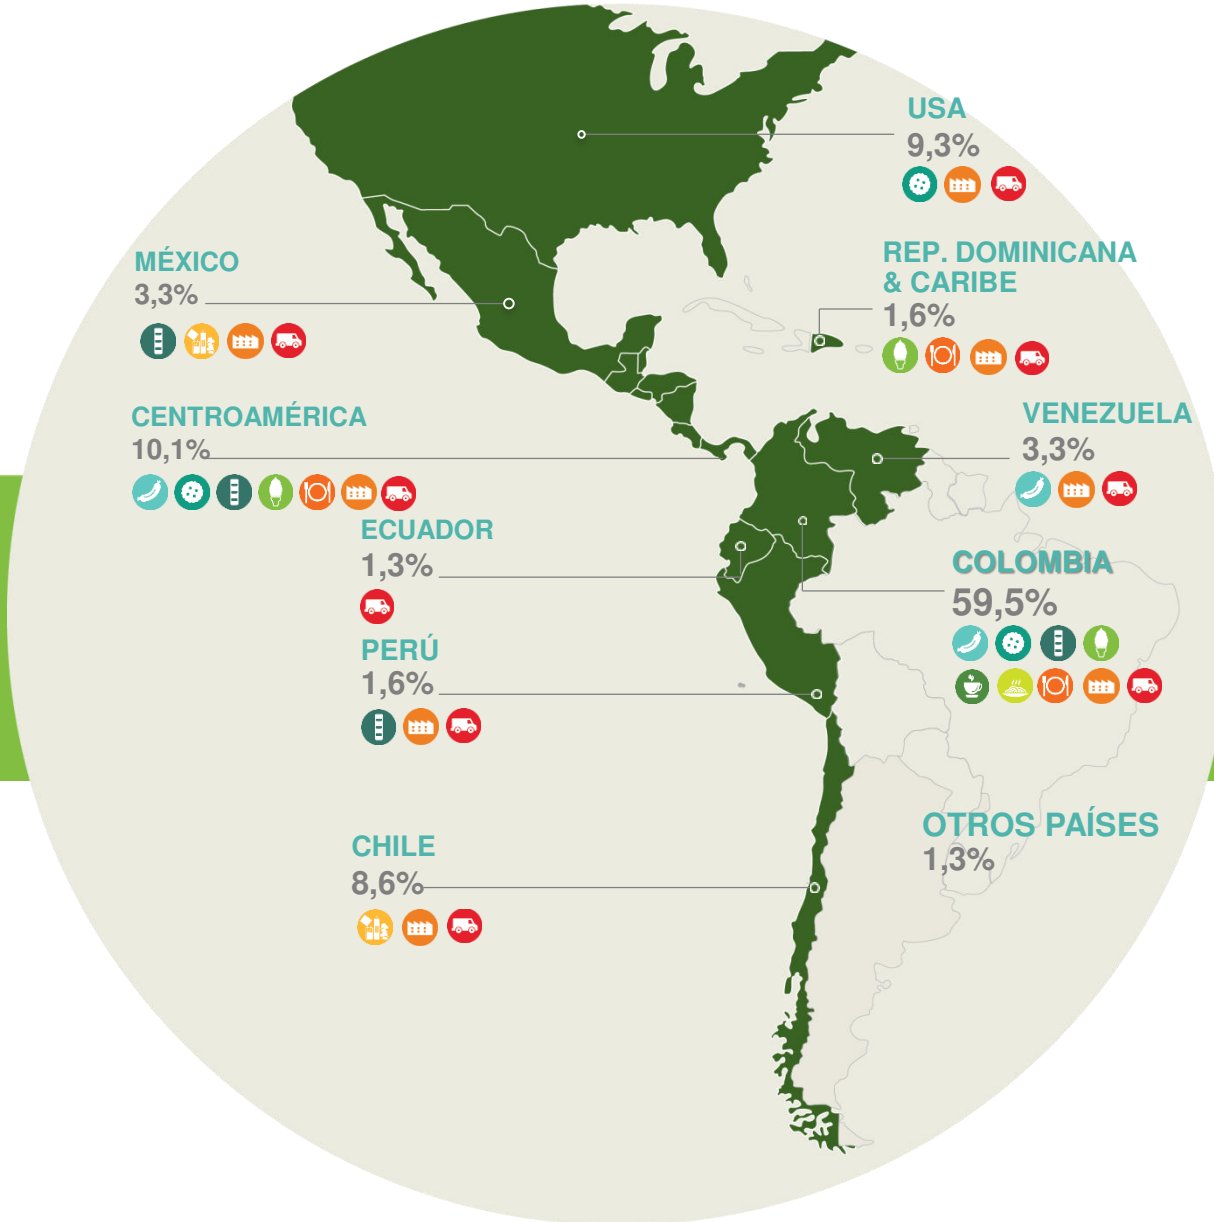 USA
9,3%
REP. DOMINICANA
& CARIBE
1,6%
MÉXICO
3,3%
CENTROAMÉRICA
10,1%
VENEZUELA
3,3%
ECUADOR
1,3%
COLOMBIA
59,5%
PERÚ
1,6%
OTROS PAÍSES
1,3%
CHILE
8,6%